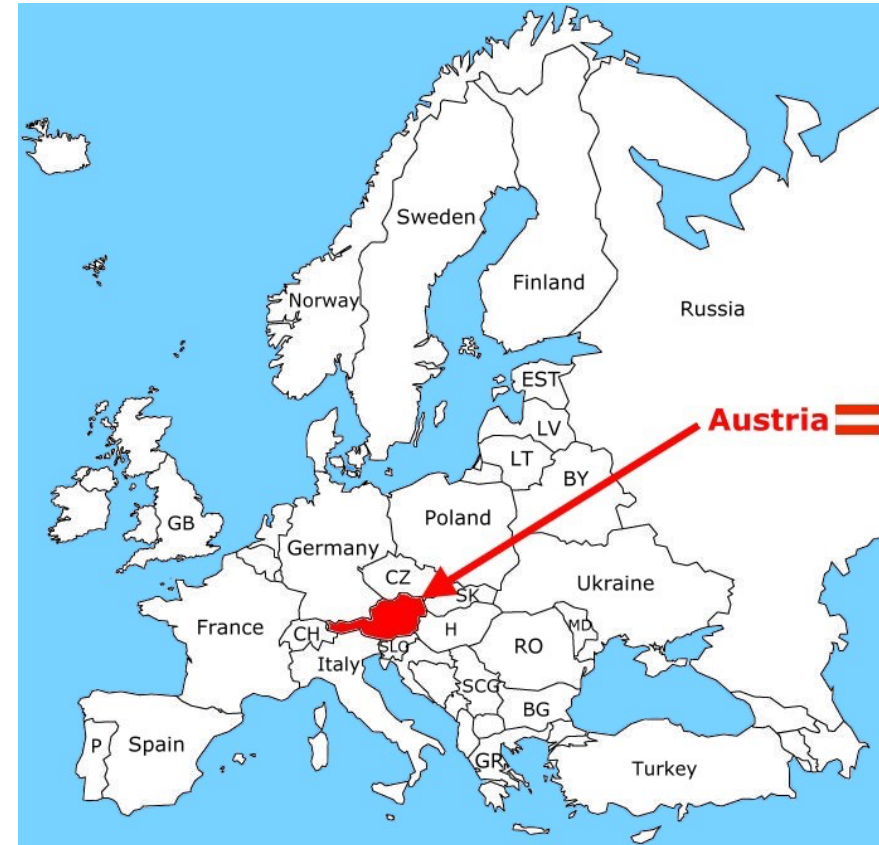 Sweden
Finland
Norway
Russia
EST
Austria
LV
LT
BY
GB
Poland
Germany
CZ
Ukraine
SK
France
CH
H
MD
SLO
RO
Italy
SCG
BG
P
Spain
GR
Turkey